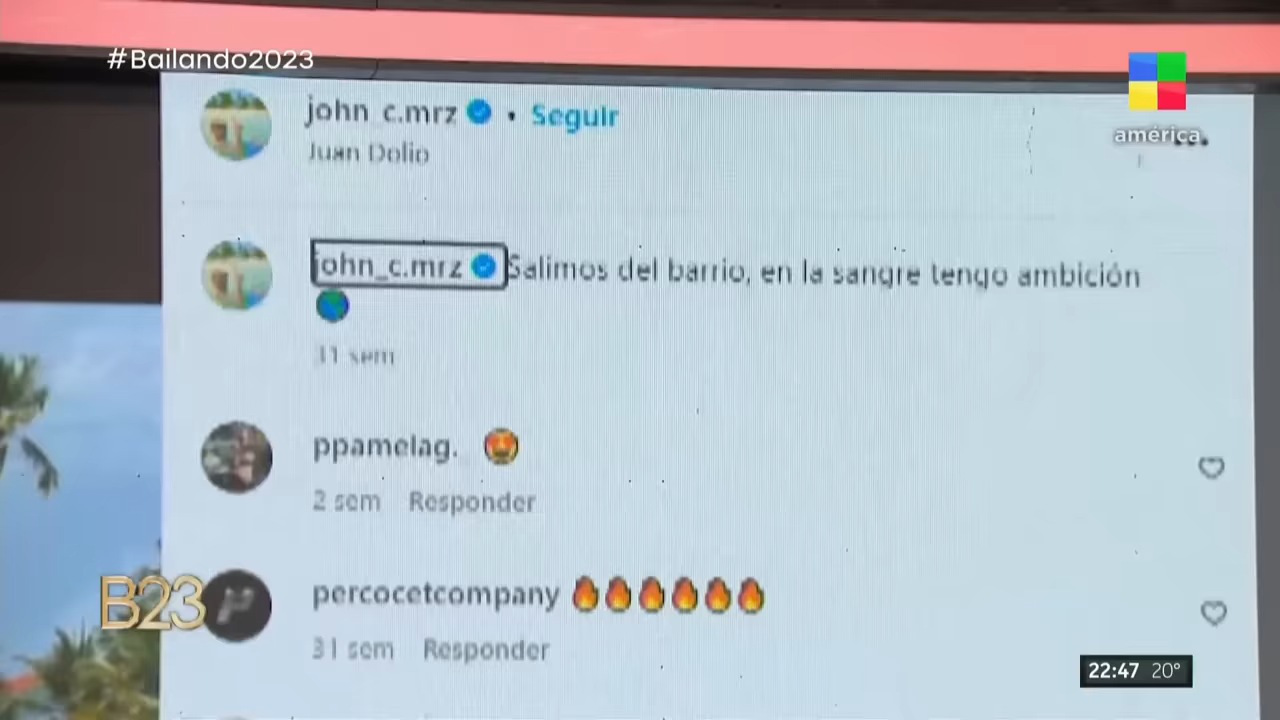 #Bailando2023
américa
john_c.mrz • Seguir
Juan Dolio
john_c.mrz Salimos del barrio, en la sangre tengo ambición
31 sem
ppamelag.
2 sem Responder
percocetcompany
31 sem Responder
B23
22:47 20°